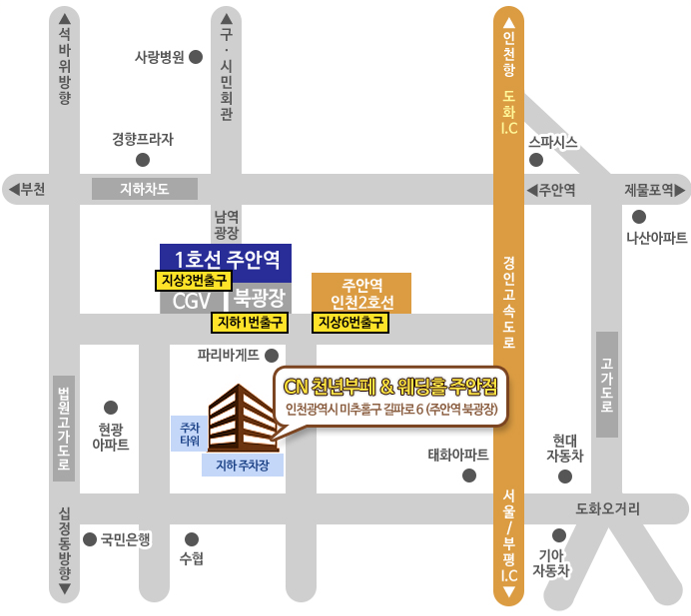 ▲석바위방향
▲구·시민회관
▲인천항
도화
I.C
사랑병원
경향프라자
스파시스
◀부천
지하차도
◀주안역
제물포역▶
남역
광장
나산아파트
1호선 주안역
지상3번출구
CGV
북광장
지하1번출구
주안역
인천2호선
지상6번출구
경인고속도로
파리바게뜨
고가도로
CN 천년부페 & 웨딩홀 주안점
인천광역시 미추홀구 길파로 6 (주안역 북광장)
법원고가도로
현광
아파트
주차
타워
지하 주차장
태화아파트
현대
자동차
서울/부평
I.C▼
도화오거리
십정동방향▼
국민은행
수협
기아
자동차